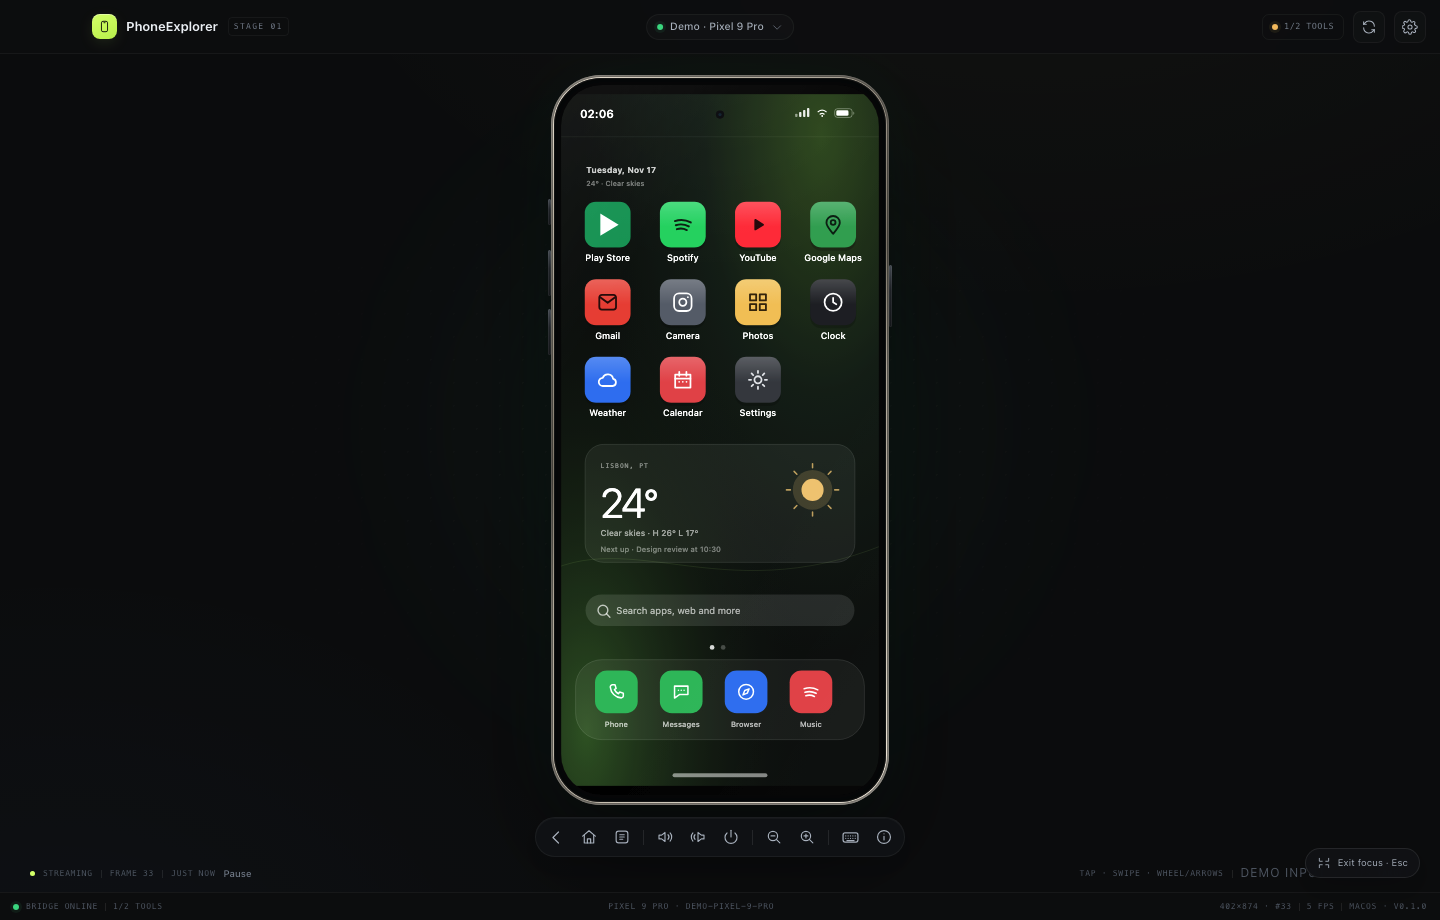 PhoneExplorer STAGE 01
Demo · Pixel 9 Pro
1/2 TOOLS
02:06
Tuesday, Nov 17
24° · Clear skies
Play Store Spotify YouTube Google Maps
Gmail Camera Photos Clock
Weather Calendar Settings
LISBON, PT
24°
Clear skies · H 26° L 17°
Next up · Design review at 10:30
Search apps, web and more
Phone Messages Browser Music
STREAMING | FRAME 33 | JUST NOW Pause
TAP · SWIPE · WHEEL/ARROWS | DEMO
Exit focus · Esc
BRIDGE ONLINE | 1/2 TOOLS
PIXEL 9 PRO · DEMO-PIXEL-9-PRO
402×874 · #33 | 5 FPS | MACOS · V0.1.0